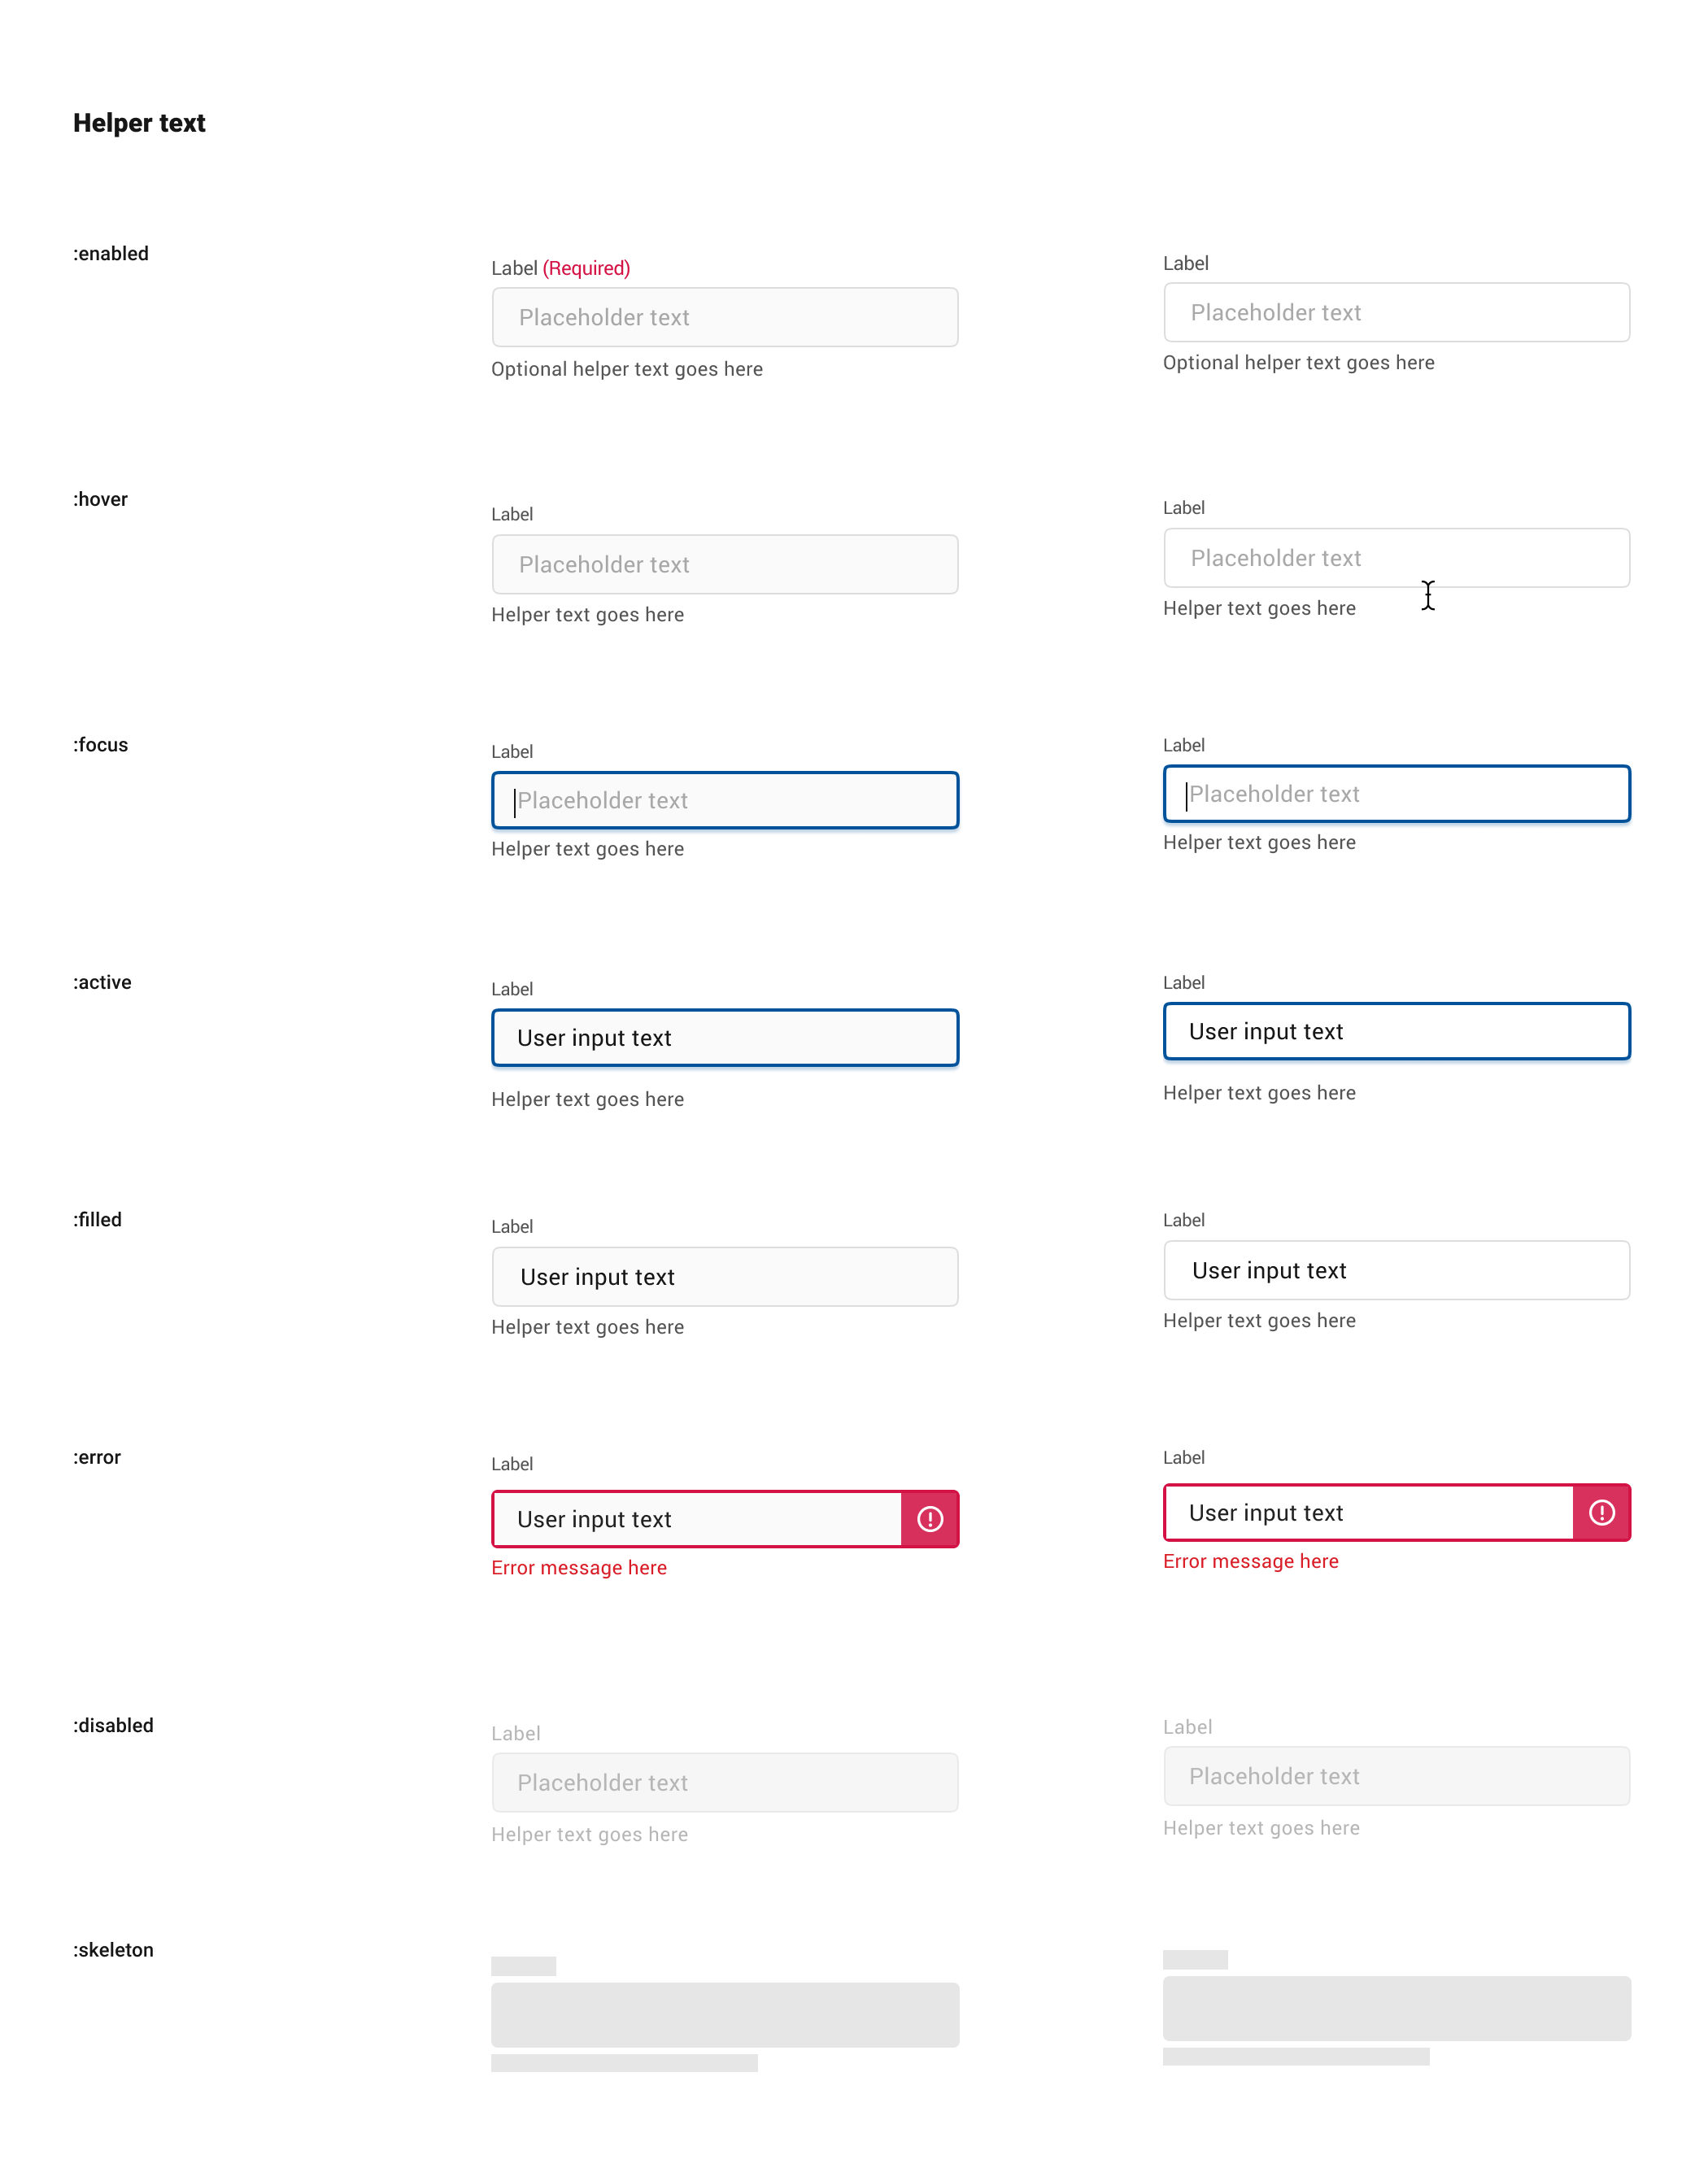 Helper text
:enabled
Label (Required)
Placeholder text
Optional helper text goes here
Label
Placeholder text
Optional helper text goes here
:hover
Label
Placeholder text
Helper text goes here
Label
Placeholder text
Helper text goes here
:focus
Label
Placeholder text
Helper text goes here
Label
Placeholder text
Helper text goes here
:active
Label
User input text
Helper text goes here
Label
User input text
Helper text goes here
:filled
Label
User input text
Helper text goes here
Label
User input text
Helper text goes here
:error
Label
User input text
Error message here
Label
User input text
Error message here
:disabled
Label
Placeholder text
Helper text goes here
Label
Placeholder text
Helper text goes here
:skeleton